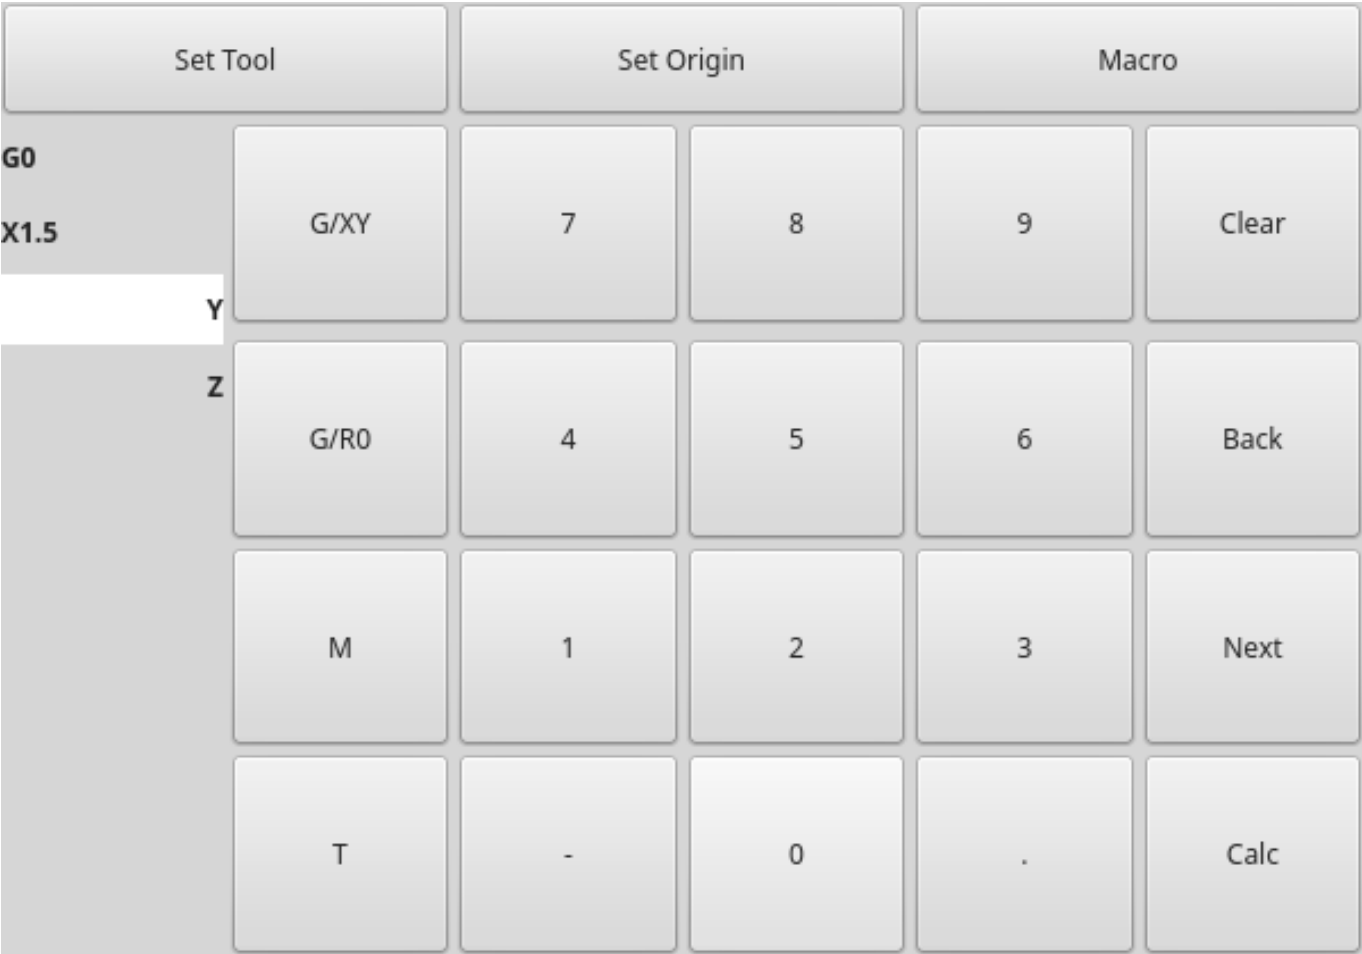 Set Tool Set Origin Macro
G0
X1.5
Y
Z
G/XY 7 8 9 Clear
G/R0 4 5 6 Back
M 1 2 3 Next
T - 0 . Calc